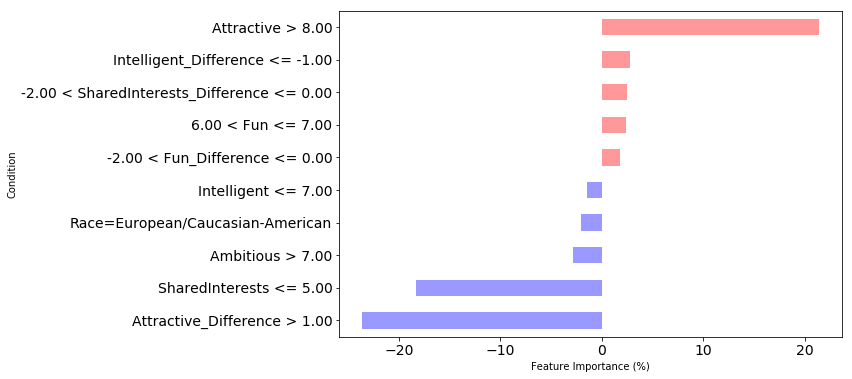 Attractive > 8.00
Intelligent_Difference <= -1.00
-2.00 < SharedInterests_Difference <= 0.00
6.00 < Fun <= 7.00
-2.00 < Fun_Difference <= 0.00
Intelligent <= 7.00
Race=European/Caucasian-American
Ambitious > 7.00
SharedInterests <= 5.00
Attractive_Difference > 1.00
Condition
−20 −10 0 10 20
Feature Importance (%)